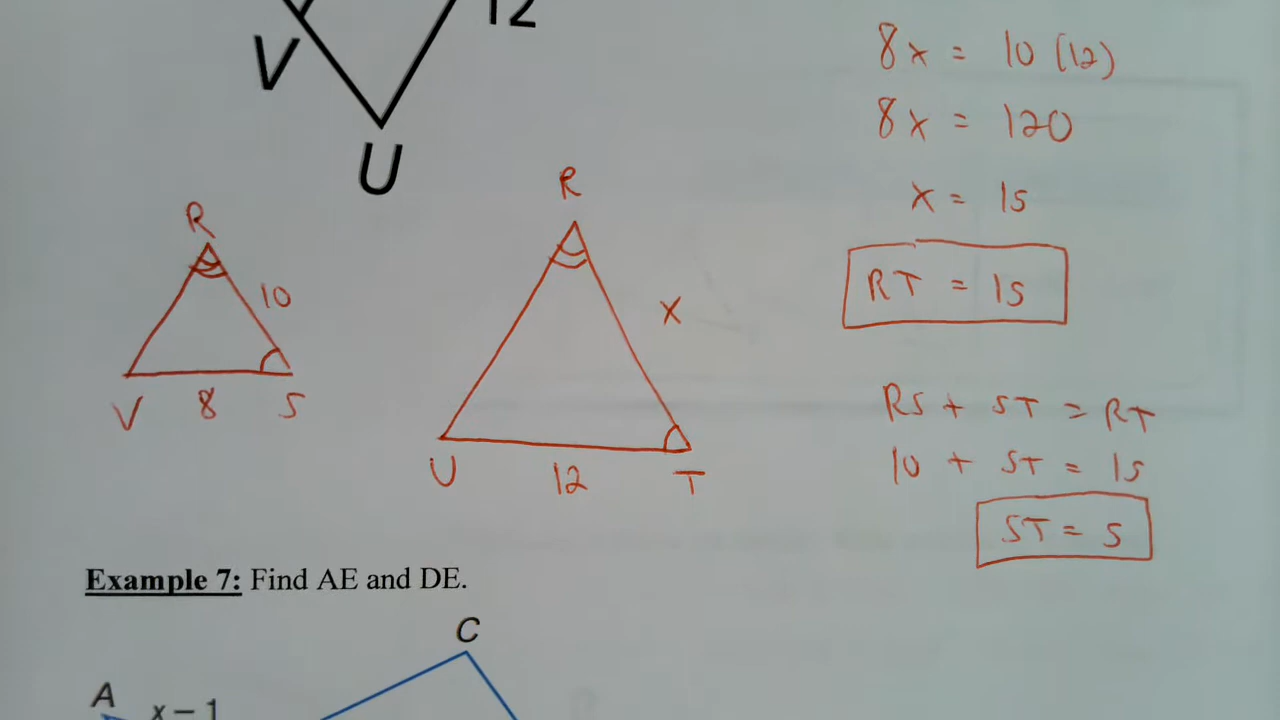 12
V
U
8x = 10 (12)
8x = 120
x = 15
RT = 15
R
10
V 8 S
R
x
U 12 T
RS + ST = RT
10 + ST = 15
ST = 5
Example 7: Find AE and DE.
C
A
x – 1